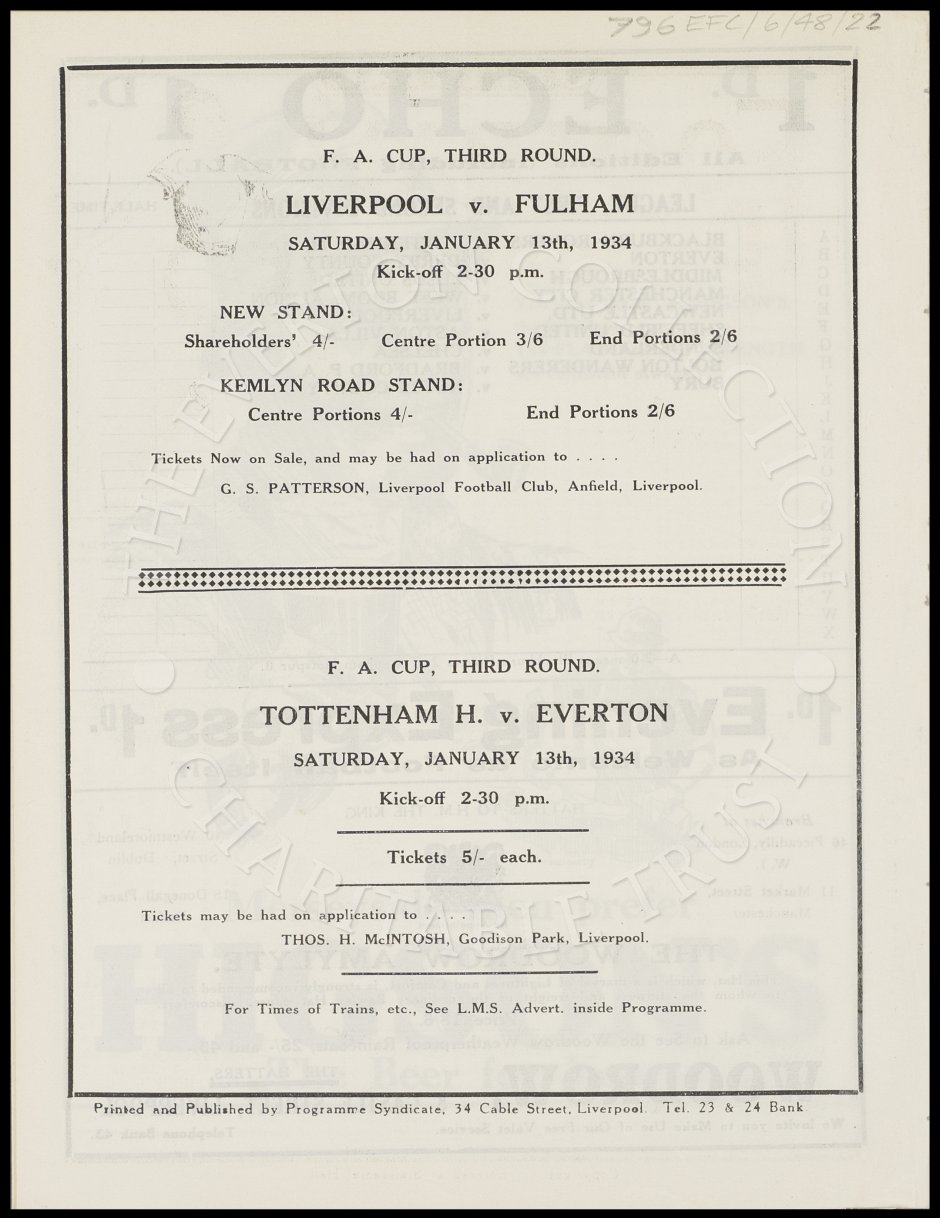 796 EFC/6/48/22
F. A. CUP, THIRD ROUND.
LIVERPOOL v. FULHAM
SATURDAY, JANUARY 13th, 1934
Kick-off 2-30 p.m.
NEW STAND:
Shareholders' 4/- Centre Portion 3/6 End Portions 2/6
KEMLYN ROAD STAND:
Centre Portions 4/- End Portions 2/6
Tickets Now on Sale, and may be had on application to . . . .
G. S. PATTERSON, Liverpool Football Club, Anfield, Liverpool.
F. A. CUP, THIRD ROUND.
TOTTENHAM H. v. EVERTON
SATURDAY, JANUARY 13th, 1934
Kick-off 2-30 p.m.
Tickets 5/- each.
Tickets may be had on application to . . . .
THOS. H. McINTOSH, Goodison Park, Liverpool.
For Times of Trains, etc., See L.M.S. Advert. inside Programme.
Printed and Published by Programme Syndicate, 34 Cable Street, Liverpool. Tel. 23 & 24 Bank
THE EVERTON COLLECTION
CHARITABLE TRUST